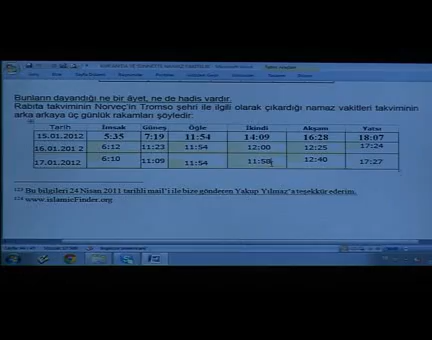 Bunların dayandığı ne bir âyet, ne de hadis vardır.
Rabıta takviminin Norveç'in Tromso şehri ile ilgili olarak çıkardığı namaz vakitleri takviminin
arka arkaya üç günlük rakamları şöyledir:
Tarih İmsak Güneş Öğle İkindi Akşam Yatsı
15.01.2012 5:35 7:19 11:54 14:09 16:28 18:07
16.01.2012 6:12 11:23 11:54 12:00 12:25 17:24
17.01.2012 6:10 11:09 11:54 11:58 12:40 17:27
Bu bilgileri 24 Nisan 2011 tarihli mail'i ile bize gönderen Yakup Yılmaz'a teşekkür ederim.
124 www.islamicFinder.org